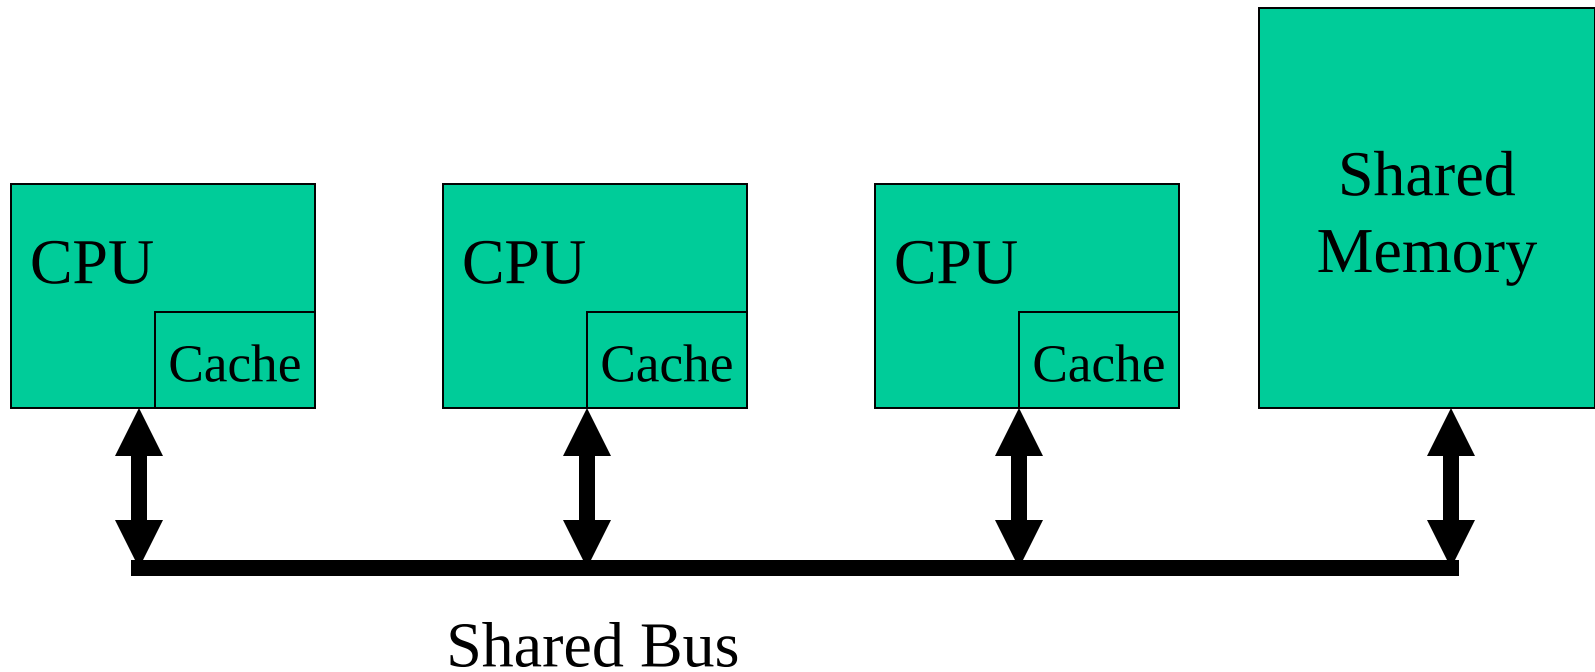 Shared
Memory
CPU
Cache
CPU
Cache
CPU
Cache
Shared Bus